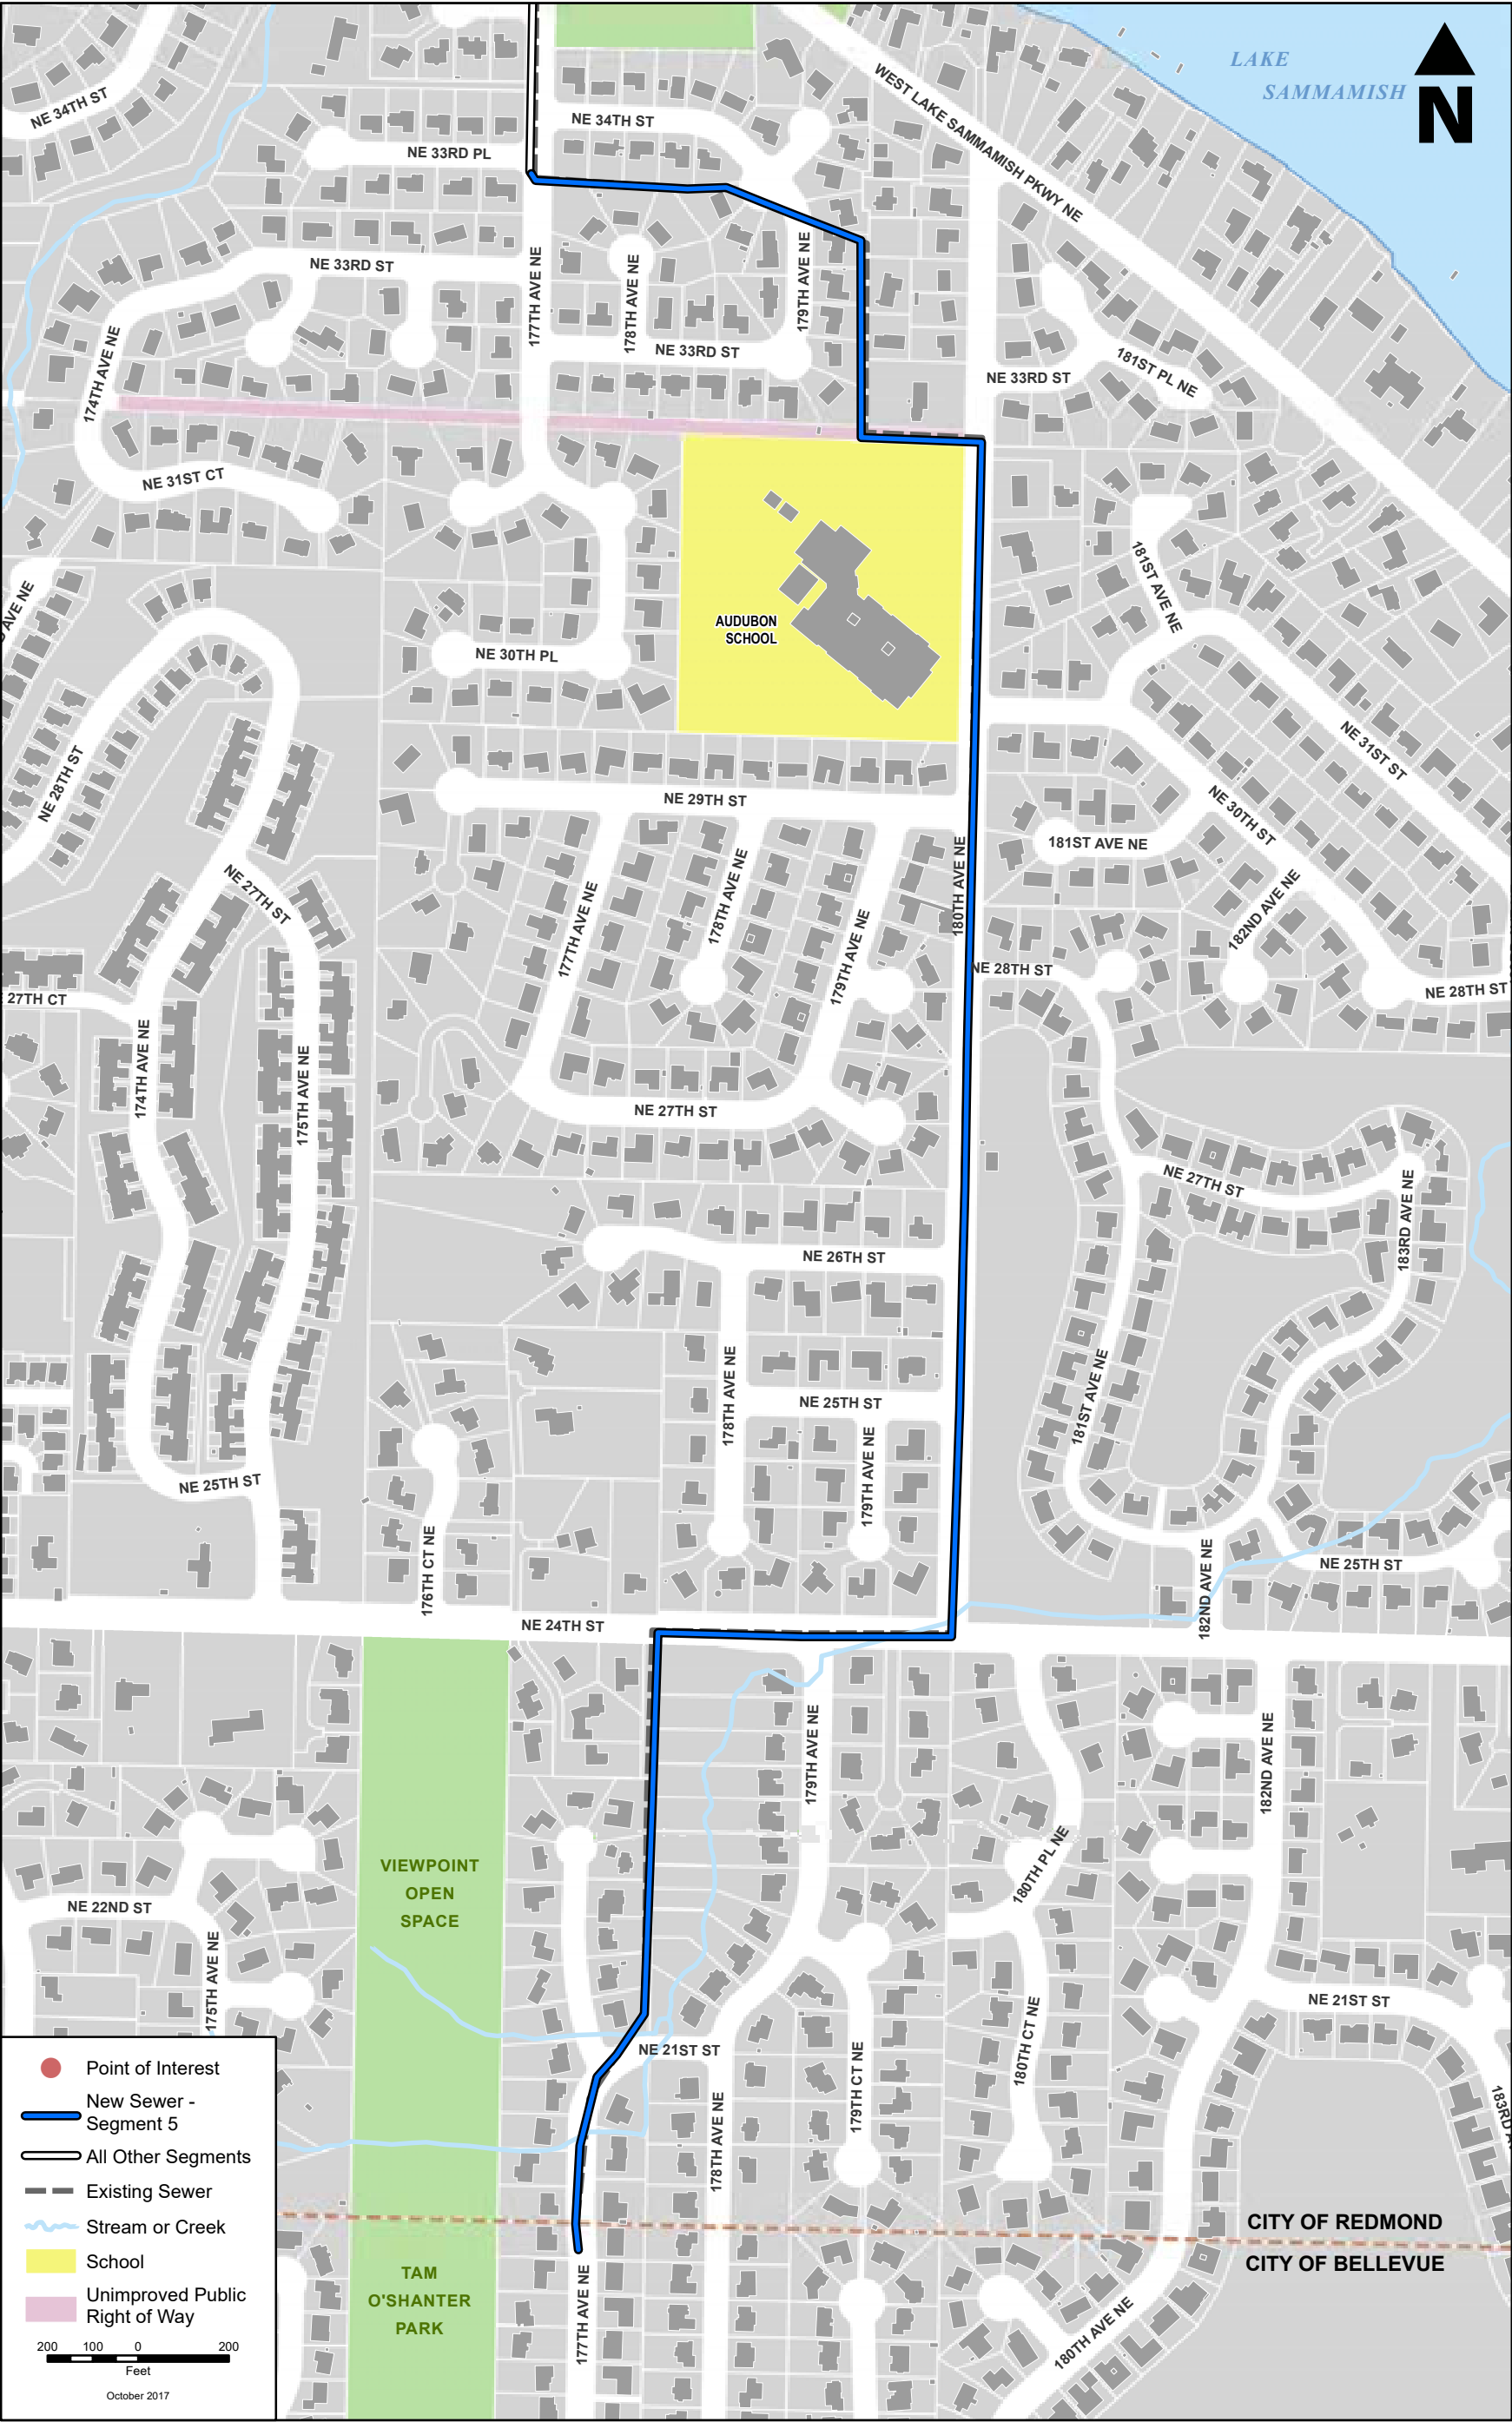 LAKE
SAMMAMISH
N
WEST LAKE SAMMAMISH PKWY NE
NE 34TH ST
NE 34TH ST
NE 33RD PL
NE 33RD ST
177TH AVE NE
178TH AVE NE
179TH AVE NE
NE 33RD ST
NE 33RD ST
181ST PL NE
174TH AVE NE
NE 31ST CT
181ST AVE NE
AVE NE
AUDUBON
SCHOOL
NE 30TH PL
NE 31ST ST
NE 28TH ST
NE 29TH ST
NE 30TH ST
181ST AVE NE
180TH AVE NE
NE 27TH ST
177TH AVE NE
178TH AVE NE
179TH AVE NE
182ND AVE NE
NE 28TH ST
NE 28TH ST
27TH CT
174TH AVE NE
175TH AVE NE
NE 27TH ST
NE 27TH ST
183RD AVE NE
NE 26TH ST
178TH AVE NE
NE 25TH ST
181ST AVE NE
179TH AVE NE
NE 25TH ST
176TH CT NE
182ND AVE NE
NE 25TH ST
NE 24TH ST
179TH AVE NE
182ND AVE NE
VIEWPOINT
OPEN
SPACE
180TH PL NE
NE 22ND ST
175TH AVE NE
NE 21ST ST
180TH CT NE
NE 21ST ST
179TH CT NE
178TH AVE NE
183RD A
CITY OF REDMOND
CITY OF BELLEVUE
TAM
O'SHANTER
PARK
177TH AVE NE
180TH AVE NE
Point of Interest
New Sewer -
Segment 5
All Other Segments
Existing Sewer
Stream or Creek
School
Unimproved Public
Right of Way
200 100 0 200
Feet
October 2017